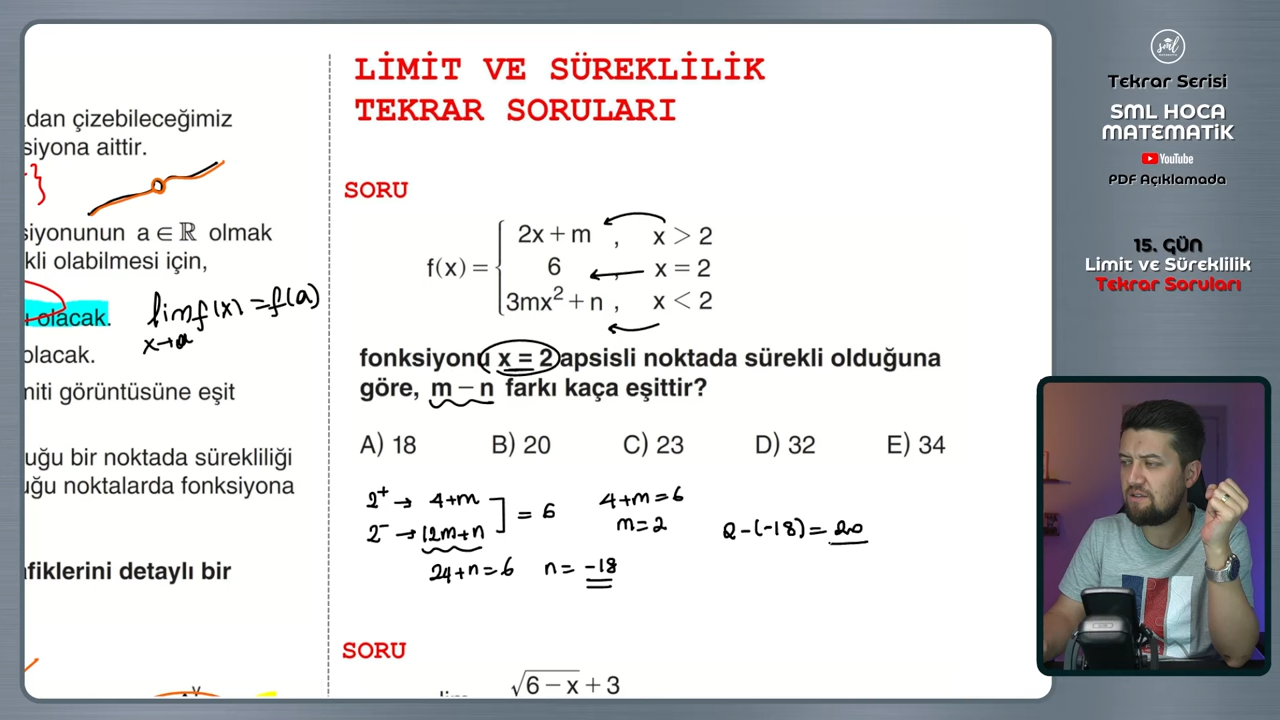 LİMİT VE SÜREKLİLİK
TEKRAR SORULARI
dan çizebileceğimiz
siyona aittir.
siyonunun a ∈ ℝ olmak
kli olabilmesi için,
olacak.
lim f(x) = f(a)
x→a
olacak.
miti görüntüsüne eşit
uğu bir noktada sürekliliği
uğu noktalarda fonksiyona
afiklerini detaylı bir
SORU
2x + m , x > 2
f(x) = 6 , x = 2
3mx² + n , x < 2
fonksiyonu x = 2 apsisli noktada sürekli olduğuna
göre, m − n farkı kaça eşittir?
A) 18 B) 20 C) 23 D) 32 E) 34
2⁺ → 4+m
2⁻ → 12m+n
= 6
24+n=6 n = -18
4+m=6
m=2
2-(-18)=20
SORU
√6 − x + 3
lim
sml
Tekrar Serisi
SML HOCA
MATEMATİK
YouTube
PDF Açıklamada
15. GÜN
Limit ve Süreklilik
Tekrar Soruları